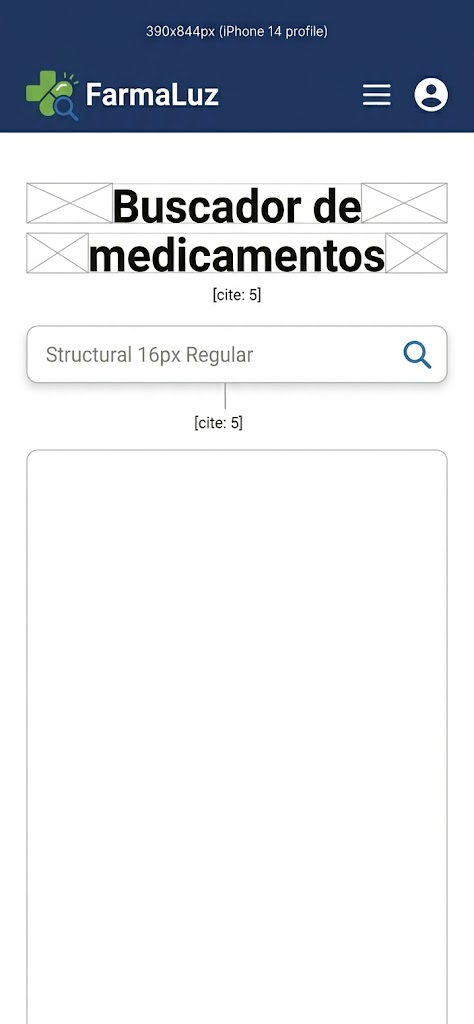 390x844px (iPhone 14 profile)
FarmaLuz
Buscador de
medicamentos
[cite: 5]
Structural 16px Regular
[cite: 5]